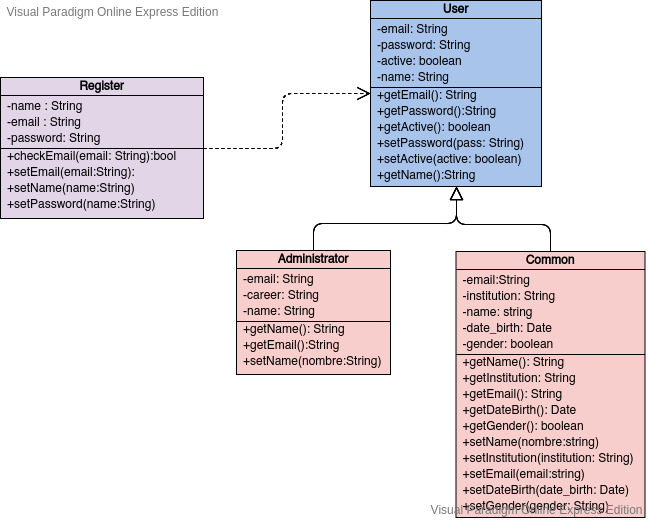 Visual Paradigm Online Express Edition
User
-email: String
-password: String
-active: boolean
-name: String
+getEmail(): String
+getPassword():String
+getActive(): boolean
+setPassword(pass: String)
+setActive(active: boolean)
+getName():String
Register
-name : String
-email : String
-password: String
+checkEmail(email: String):bool
+setEmail(email:String):
+setName(name:String)
+setPassword(name:String)
Administrator
-email: String
-career: String
-name: String
+getName(): String
+getEmail():String
+setName(nombre:String)
Common
-email:String
-institution: String
-name: string
-date_birth: Date
-gender: boolean
+getName(): String
+getInstitution: String
+getEmail(): String
+getDateBirth(): Date
+getGender(): boolean
+setName(nombre:string)
+setInstitution(institution: String)
+setEmail(email:string)
+setDateBirth(date_birth: Date)
+setGender(gender: String)
Visual Paradigm Online Express Edition